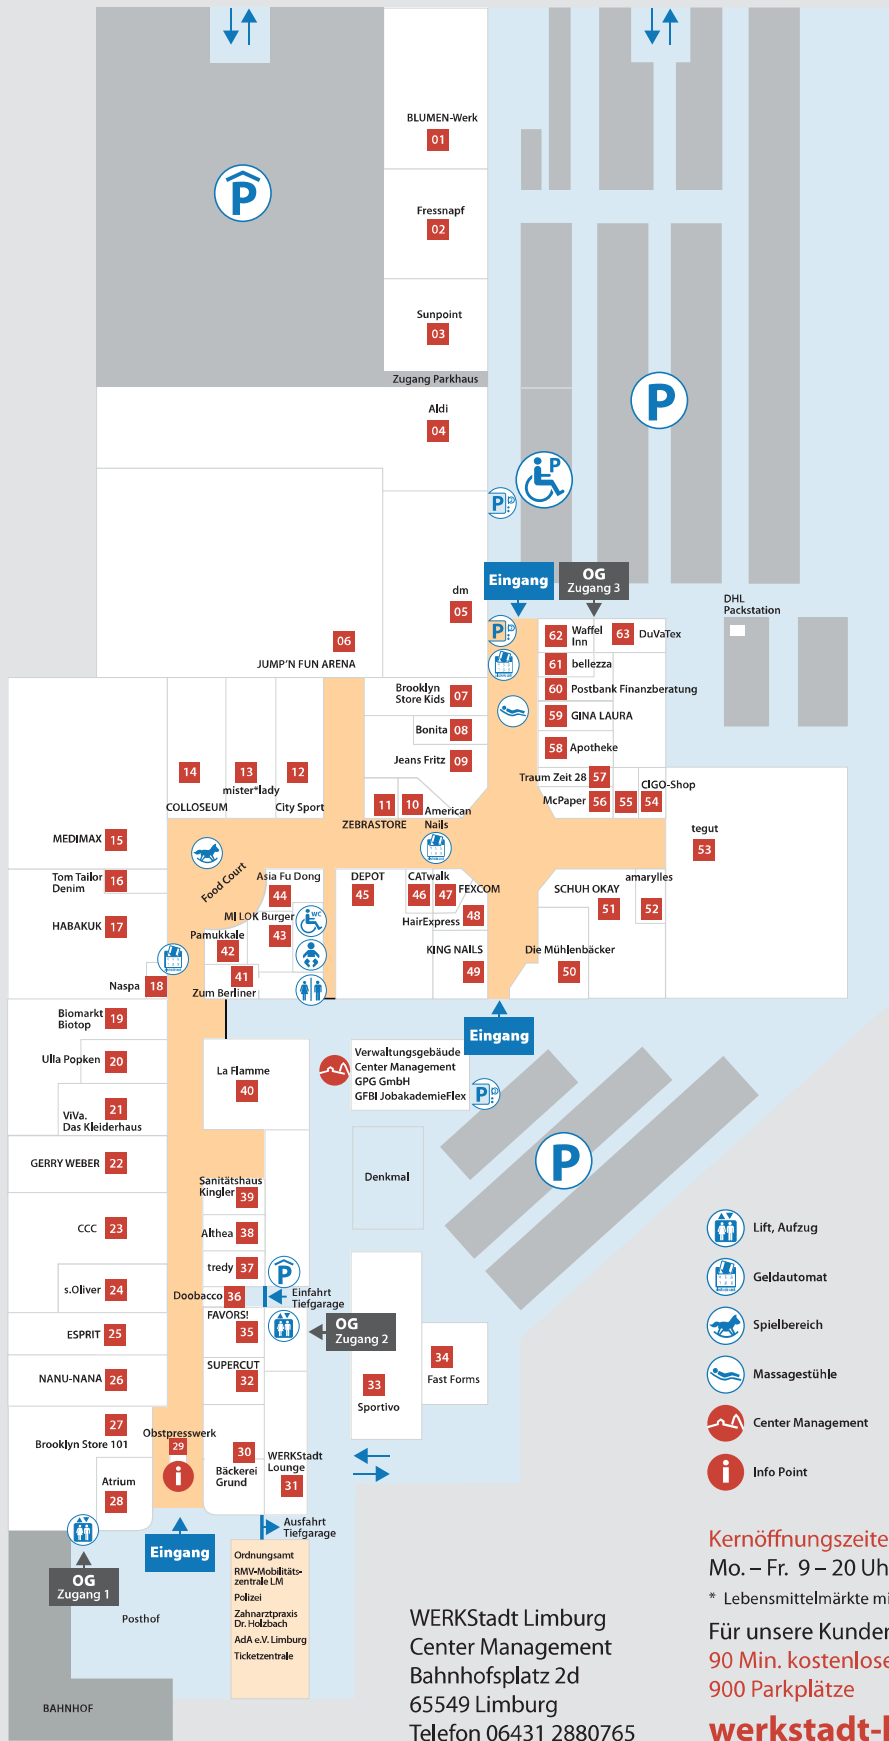 BLUMEN-Werk
01
Fressnapf
02
Sunpoint
03
Zugang Parkhaus
Aldi
04
P
P
P
P
Eingang
OG
Zugang 3
dm
05
DHL
Packstation
06
JUMP'N FUN ARENA
P
62 Waffel
Inn
63 DuVaTex
61 bellezza
60 Postbank Finanzberatung
59 GINA LAURA
58 Apotheke
Brooklyn
Store Kids 07
Bonita 08
Jeans Fritz 09
14
COLLOSEUM
13
mister*lady
12
City Sport
11
ZEBRASTORE
10
American
Nails
Traum Zeit 28 57
McPaper 56
55
CIGO-Shop
54
tegut
53
MEDIMAX 15
Tom Tailor
Denim 16
HABAKUK 17
Food Court
Asia Fu Dong
44
MI LOK Burger
43
WC
Pamukkale
42
41
Zum Berliner
Naspa 18
DEPOT
45
CATwalk
46
47
FEXCOM
48
HairExpress
KING NAILS
49
SCHUH OKAY
51
amarylles
52
Die Mühlenbäcker
50
Eingang
Biomarkt
Biotop 19
Ulla Popken 20
21
ViVa.
Das Kleiderhaus
GERRY WEBER 22
CCC 23
s.Oliver 24
ESPRIT 25
NANU-NANA 26
27
Brooklyn Store 101
Atrium
28
La Flamme
40
Verwaltungsgebäude
Center Management
GPG GmbH
GFBI JobakademieFlex
P
P
Denkmal
Sanitätshaus
Kingler
39
Althea 38
tredy 37
P
Doobacco 36
Einfahrt
Tiefgarage
FAVORS!
35
OG
Zugang 2
SUPERCUT
32
33
Sportivo
34
Fast Forms
Obstpresswerk
29
i
30
Bäckerei
Grund
WERKStadt
Lounge
31
Ausfahrt
Tiefgarage
Eingang
OG
Zugang 1
Posthof
BAHNHOF
Ordnungsamt
RMV-Mobilitäts-
zentrale LM
Polizei
Zahnarztpraxis
Dr. Holzbach
AdA e.V. Limburg
Ticketzentrale
Lift, Aufzug
Geldautomat
Spielbereich
Massagestühle
Center Management
i Info Point
WERKStadt Limburg
Center Management
Bahnhofsplatz 2d
65549 Limburg
Telefon 06431 2880765
Kernöffnungszeite
Mo. – Fr. 9 – 20 Uh
* Lebensmittelmärkte mi
Für unsere Kunder
90 Min. kostenlose
900 Parkplätze
werkstadt-l